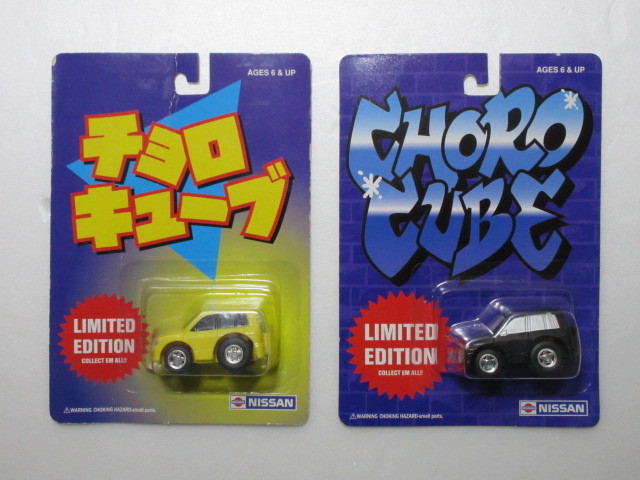 AGES 6 & UP
チョロ
キューブ
LIMITED
EDITION
COLLECT EM ALL!!
WARNING: CHOKING HAZARD-small parts.
NISSAN
AGES 6 & UP
CHORO
CUBE
LIMITED
EDITION
COLLECT EM ALL!!
WARNING: CHOKING HAZARD-small parts.
NISSAN